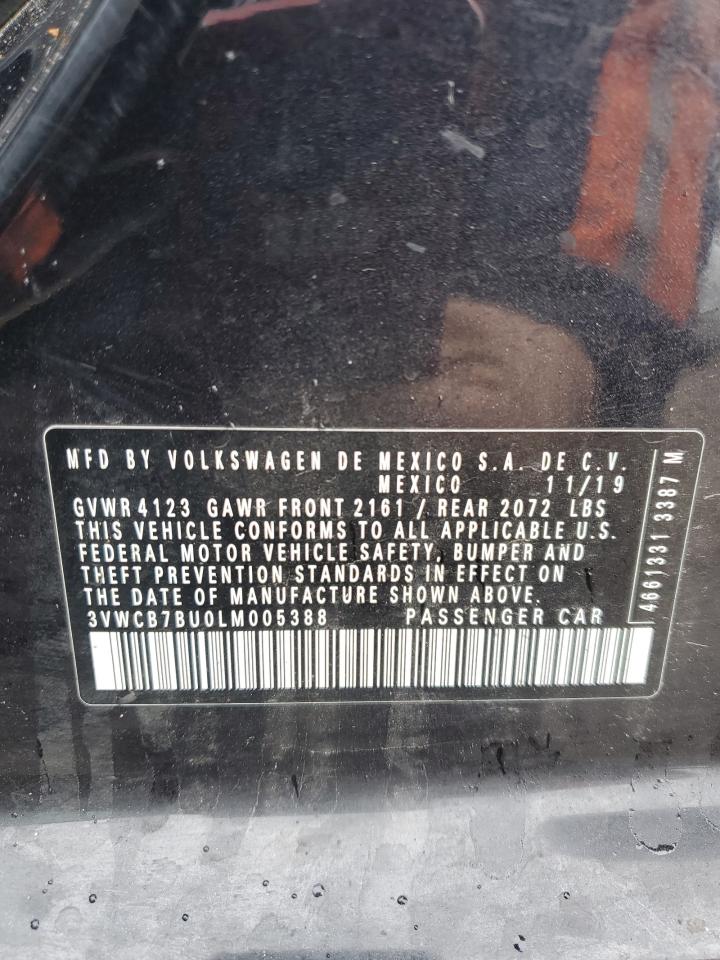 MFD BY VOLKSWAGEN DE MEXICO S.A. DE C.V.
MEXICO 11/19
GVWR 4123 GAWR FRONT 2161 / REAR 2072 LBS
THIS VEHICLE CONFORMS TO ALL APPLICABLE U.S.
FEDERAL MOTOR VEHICLE SAFETY, BUMPER AND
THEFT PREVENTION STANDARDS IN EFFECT ON
THE DATE OF MANUFACTURE SHOWN ABOVE.
3VWCB7BU0LM005388 PASSENGER CAR
4661331 3387 M